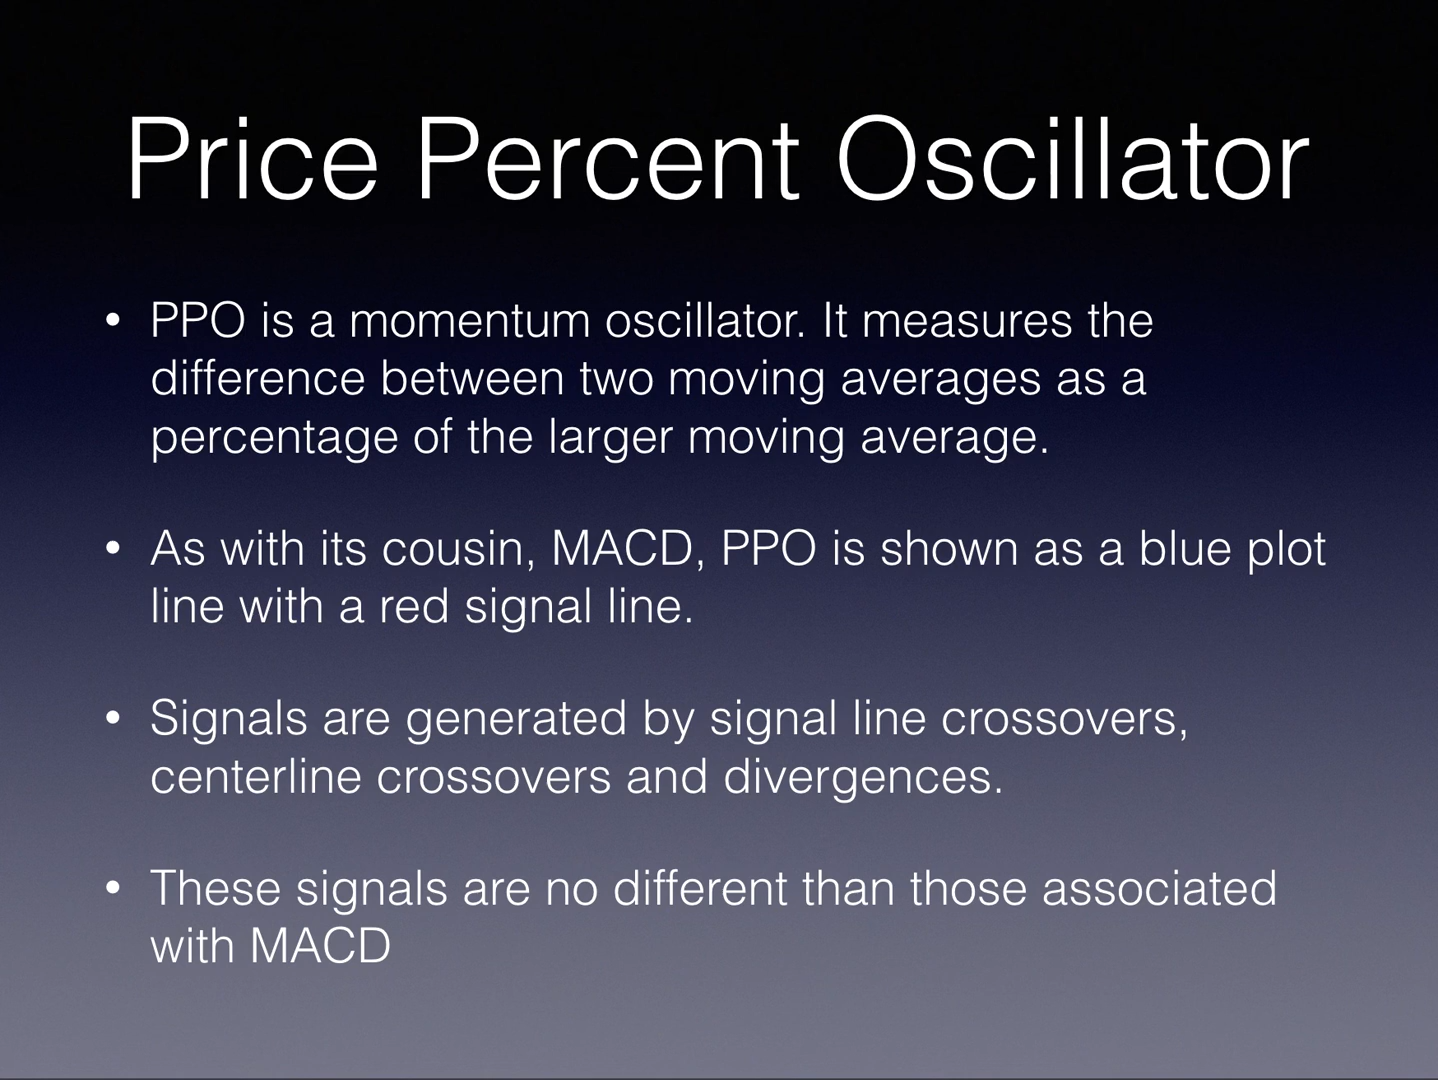 Price Percent Oscillator
• PPO is a momentum oscillator. It measures the
difference between two moving averages as a
percentage of the larger moving average.
• As with its cousin, MACD, PPO is shown as a blue plot
line with a red signal line.
• Signals are generated by signal line crossovers,
centerline crossovers and divergences.
• These signals are no different than those associated
with MACD